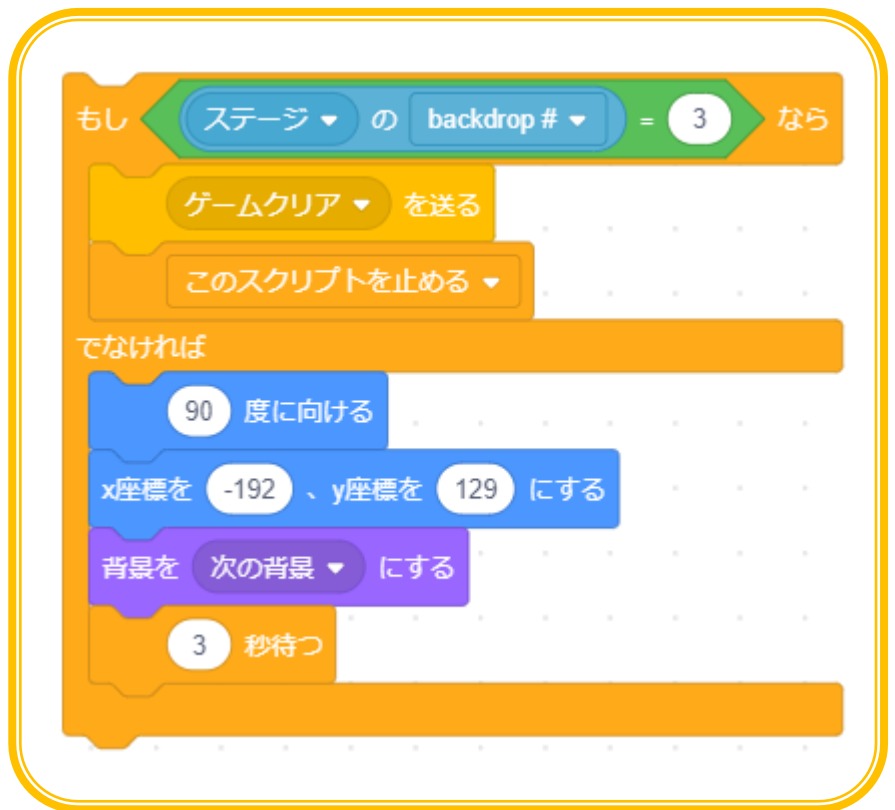 もし ステージ の backdrop # = 3 なら
ゲームクリア を送る
このスクリプトを止める
でなければ
90 度に向ける
x座標を -192 、y座標を 129 にする
背景を 次の背景 にする
3 秒待つ